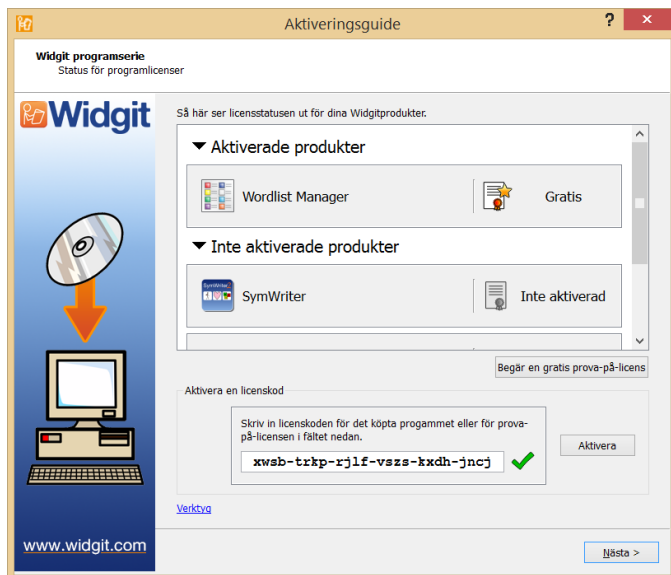 Aktiveringsguide
?
×
Widgit programserie
Status för programlicenser
Widgit
Så här ser licensstatusen ut för dina Widgitprodukter.
Aktiverade produkter
Wordlist Manager
Gratis
Inte aktiverade produkter
SymWriter
Inte aktiverad
Begär en gratis prova-på-licens
Aktivera en licenskod
Skriv in licenskoden för det köpta progammet eller för prova-
på-licensen i fältet nedan.
xwsb-trkp-rjlf-vszs-kxdh-jncj
Aktivera
Verktyg
www.widgit.com
Nästa >